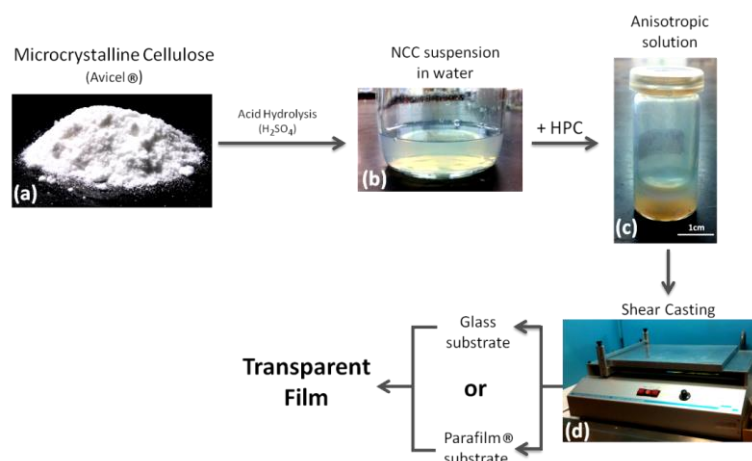 Microcrystalline Cellulose
(Avicel®)
(a)
Acid Hydrolysis
(H₂SO₄)
NCC suspension
in water
(b)
+ HPC
Anisotropic
solution
(c)
1cm
Shear Casting
(d)
Glass
substrate
or
Parafilm®
substrate
Transparent
Film